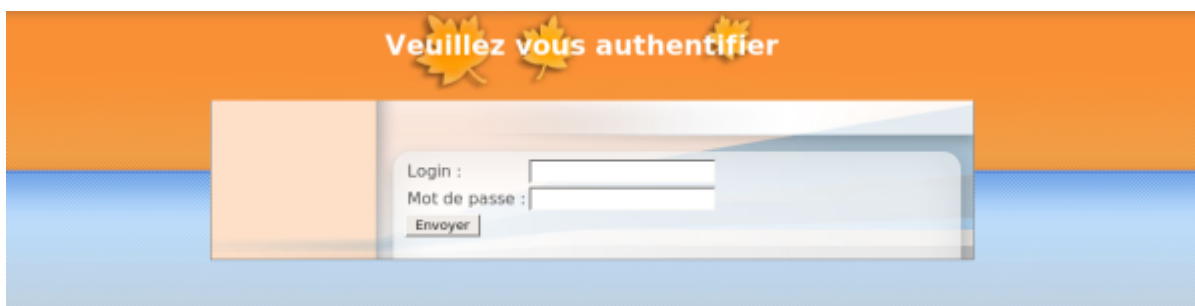 Veuillez vous authentifier
Login :
Mot de passe :
Envoyer